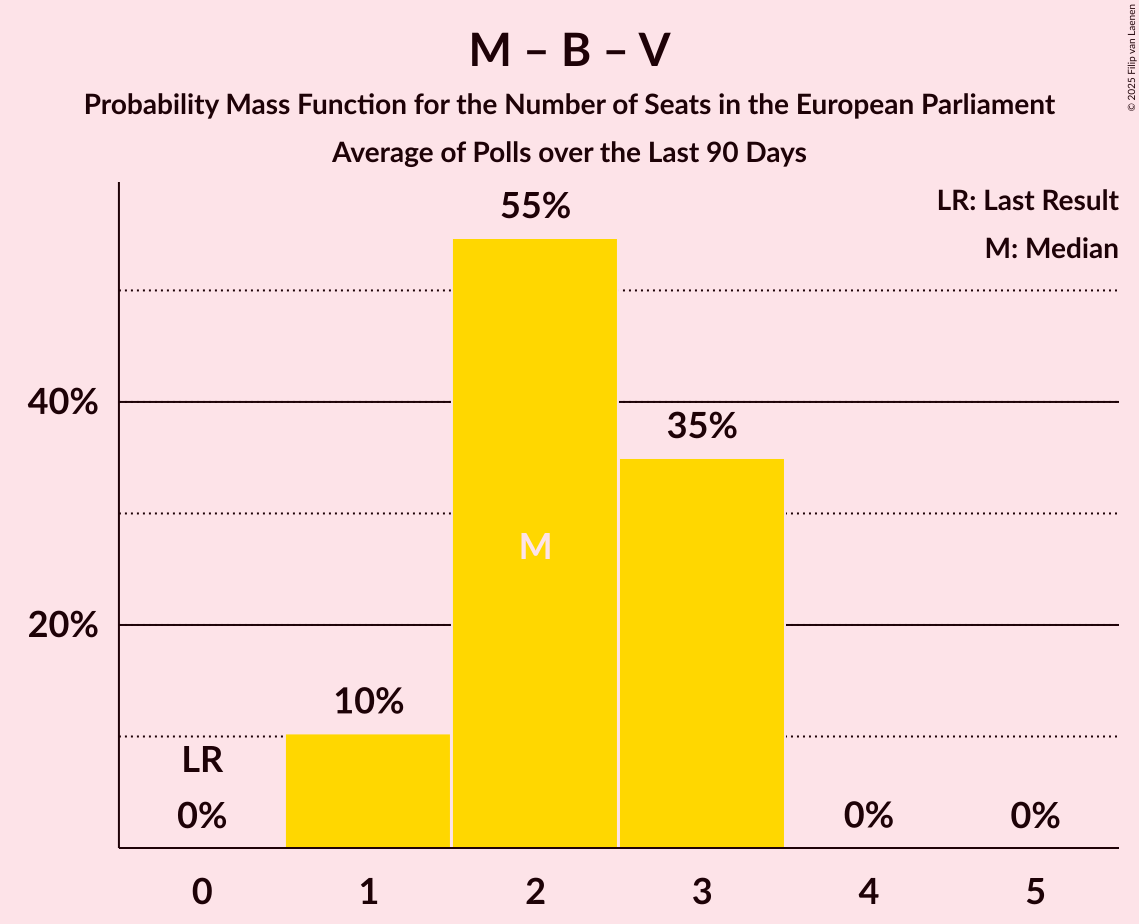 M – B – V
Probability Mass Function for the Number of Seats in the European Parliament
Average of Polls over the Last 90 Days
© 2025 Filip van Laenen
LR: Last Result
M: Median
55%
40%
35%
M
20%
10%
LR
0%
0%
0%
0
1
2
3
4
5